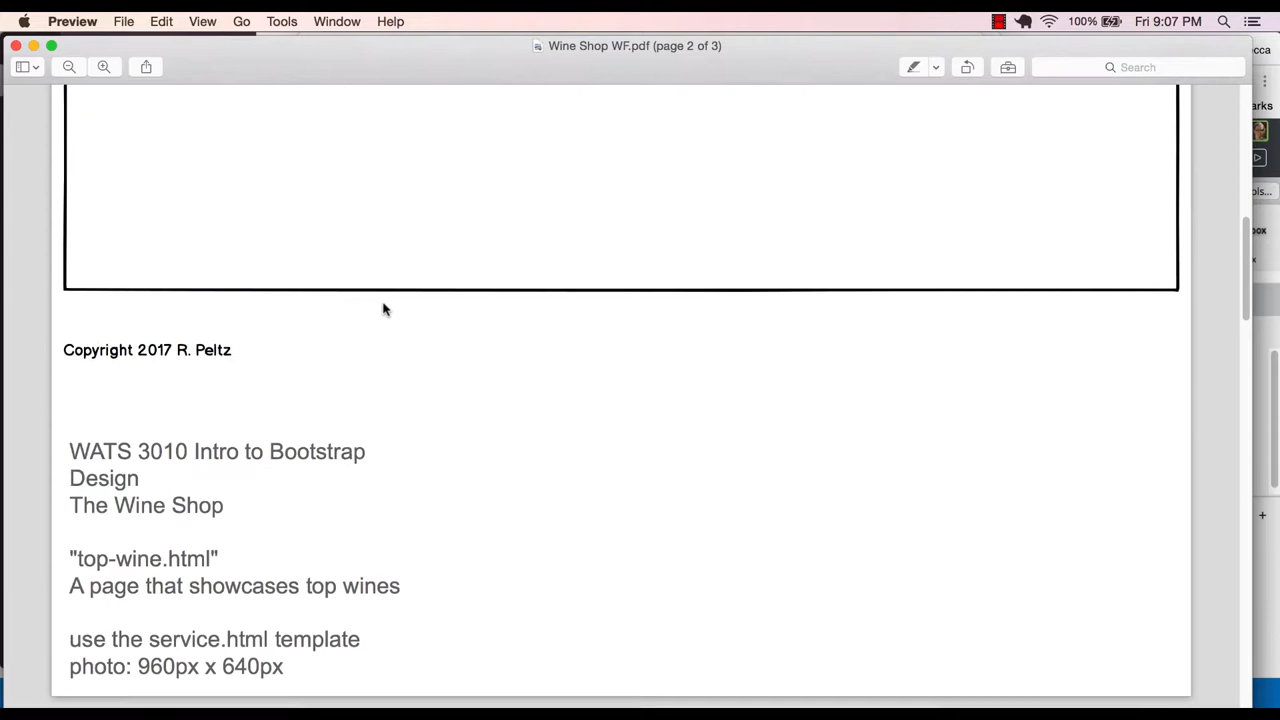 Preview File Edit View Go Tools Window Help 100% Fri 9:07 PM
Wine Shop WF.pdf (page 2 of 3)
Search
Copyright 2017 R. Peltz
WATS 3010 Intro to Bootstrap
Design
The Wine Shop
"top-wine.html"
A page that showcases top wines
use the service.html template
photo: 960px x 640px